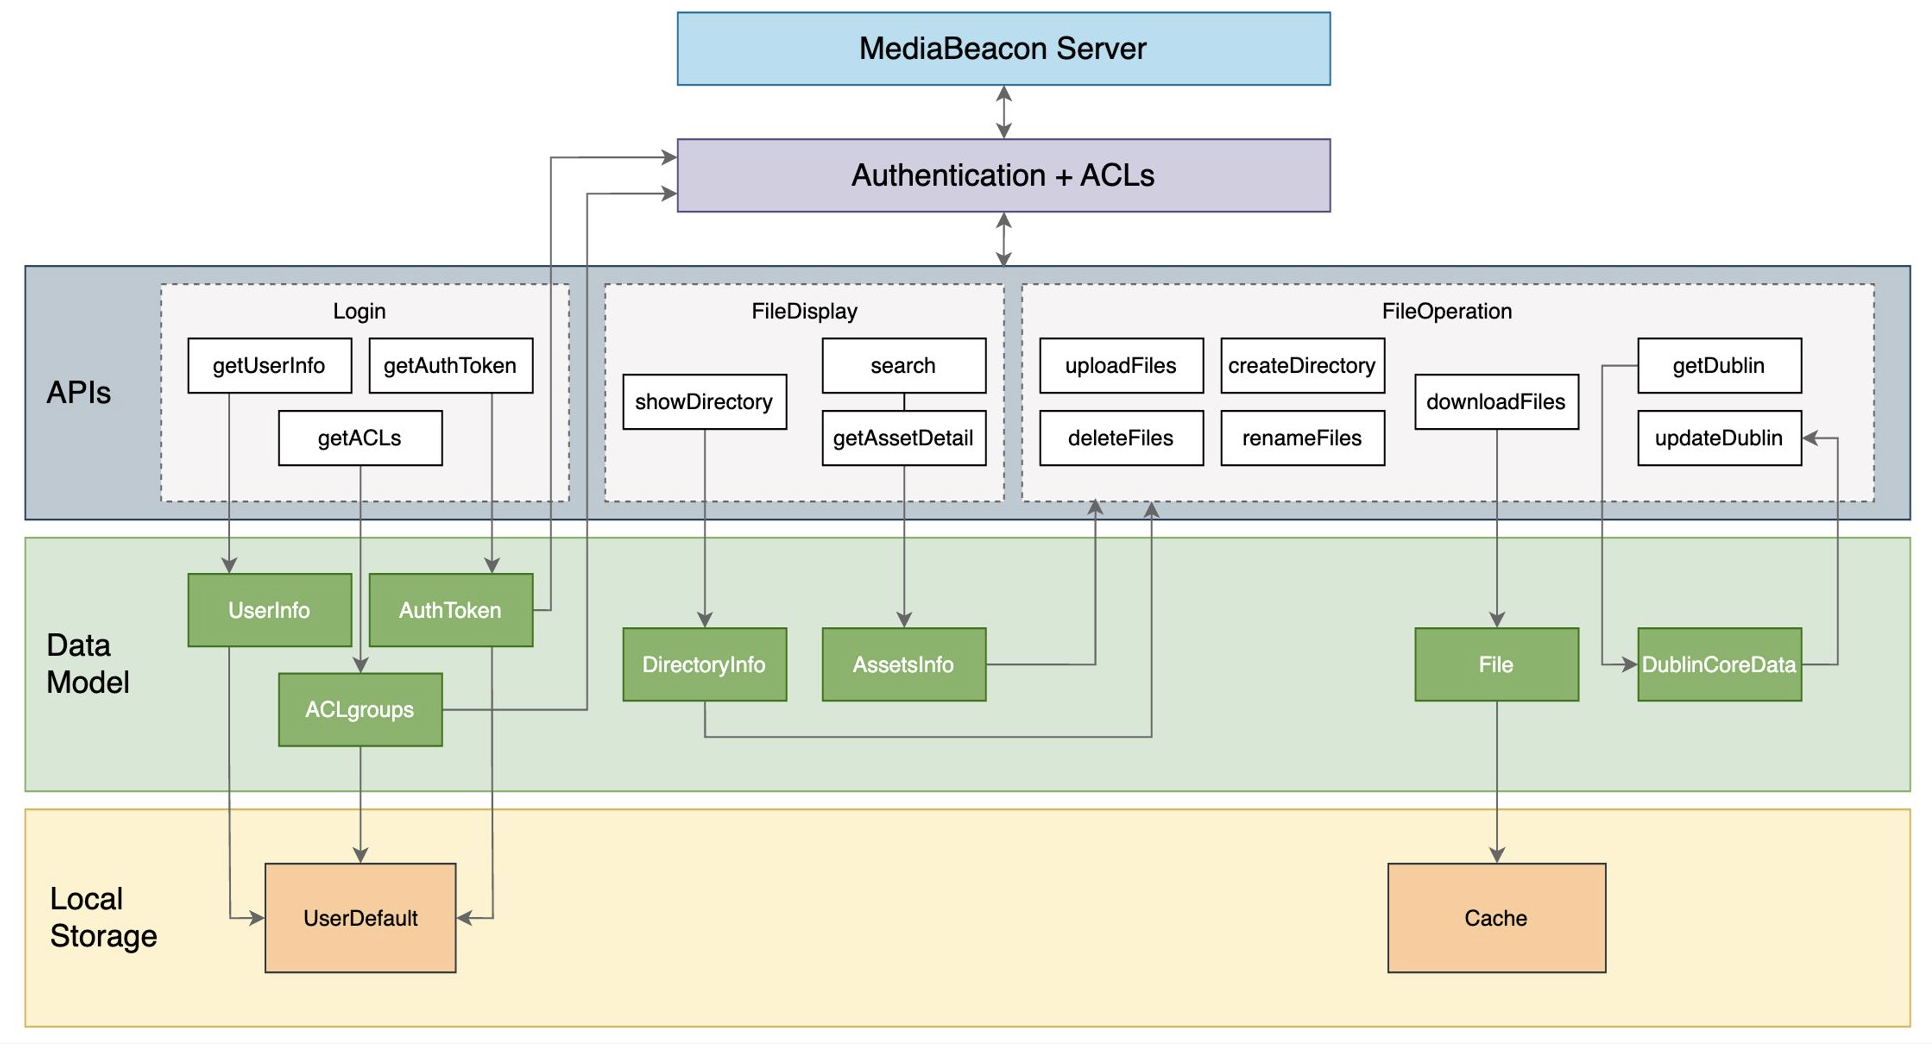 MediaBeacon Server
Authentication + ACLs
APIs
Login
getUserInfo
getAuthToken
getACLs
FileDisplay
showDirectory
search
getAssetDetail
FileOperation
uploadFiles
createDirectory
deleteFiles
renameFiles
downloadFiles
getDublin
updateDublin
Data
Model
UserInfo
AuthToken
ACLgroups
DirectoryInfo
AssetsInfo
File
DublinCoreData
Local
Storage
UserDefault
Cache